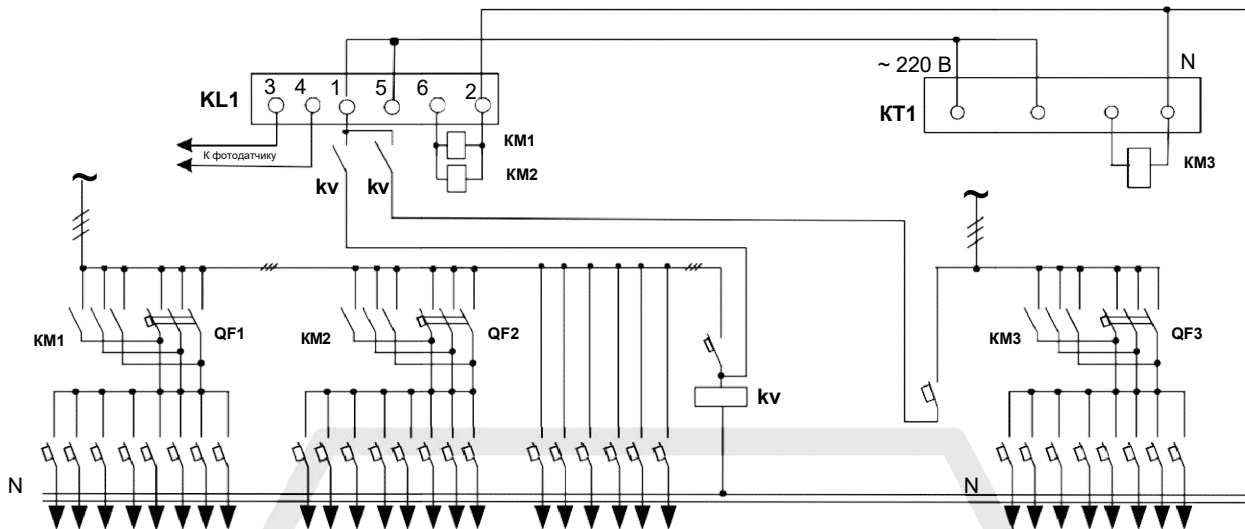 ~ 220 В N
3 4 1 5 6 2
KL1
КТ1
КМ1
К фотодатчику
КМ2
КМ3
kv kv
~ ~
КМ1 QF1 КМ2 QF2 КМ3 QF3
kv
N N